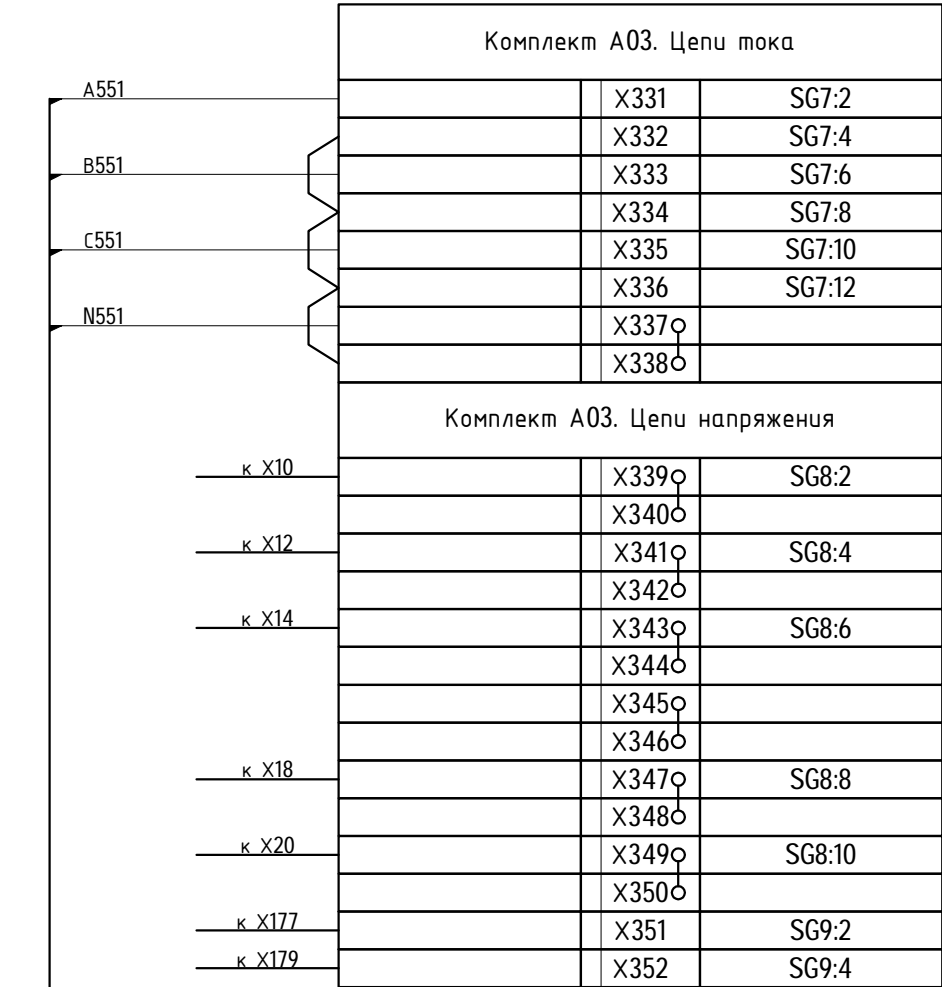 Комплект А03. Цепи тока
A551 X331 SG7:2
X332 SG7:4
B551 X333 SG7:6
X334 SG7:8
C551 X335 SG7:10
X336 SG7:12
N551 X337
X338
Комплект А03. Цепи напряжения
к X10 X339 SG8:2
X340
к X12 X341 SG8:4
X342
к X14 X343 SG8:6
X344
X345
X346
к X18 X347 SG8:8
X348
к X20 X349 SG8:10
X350
к X177 X351 SG9:2
к X179 X352 SG9:4